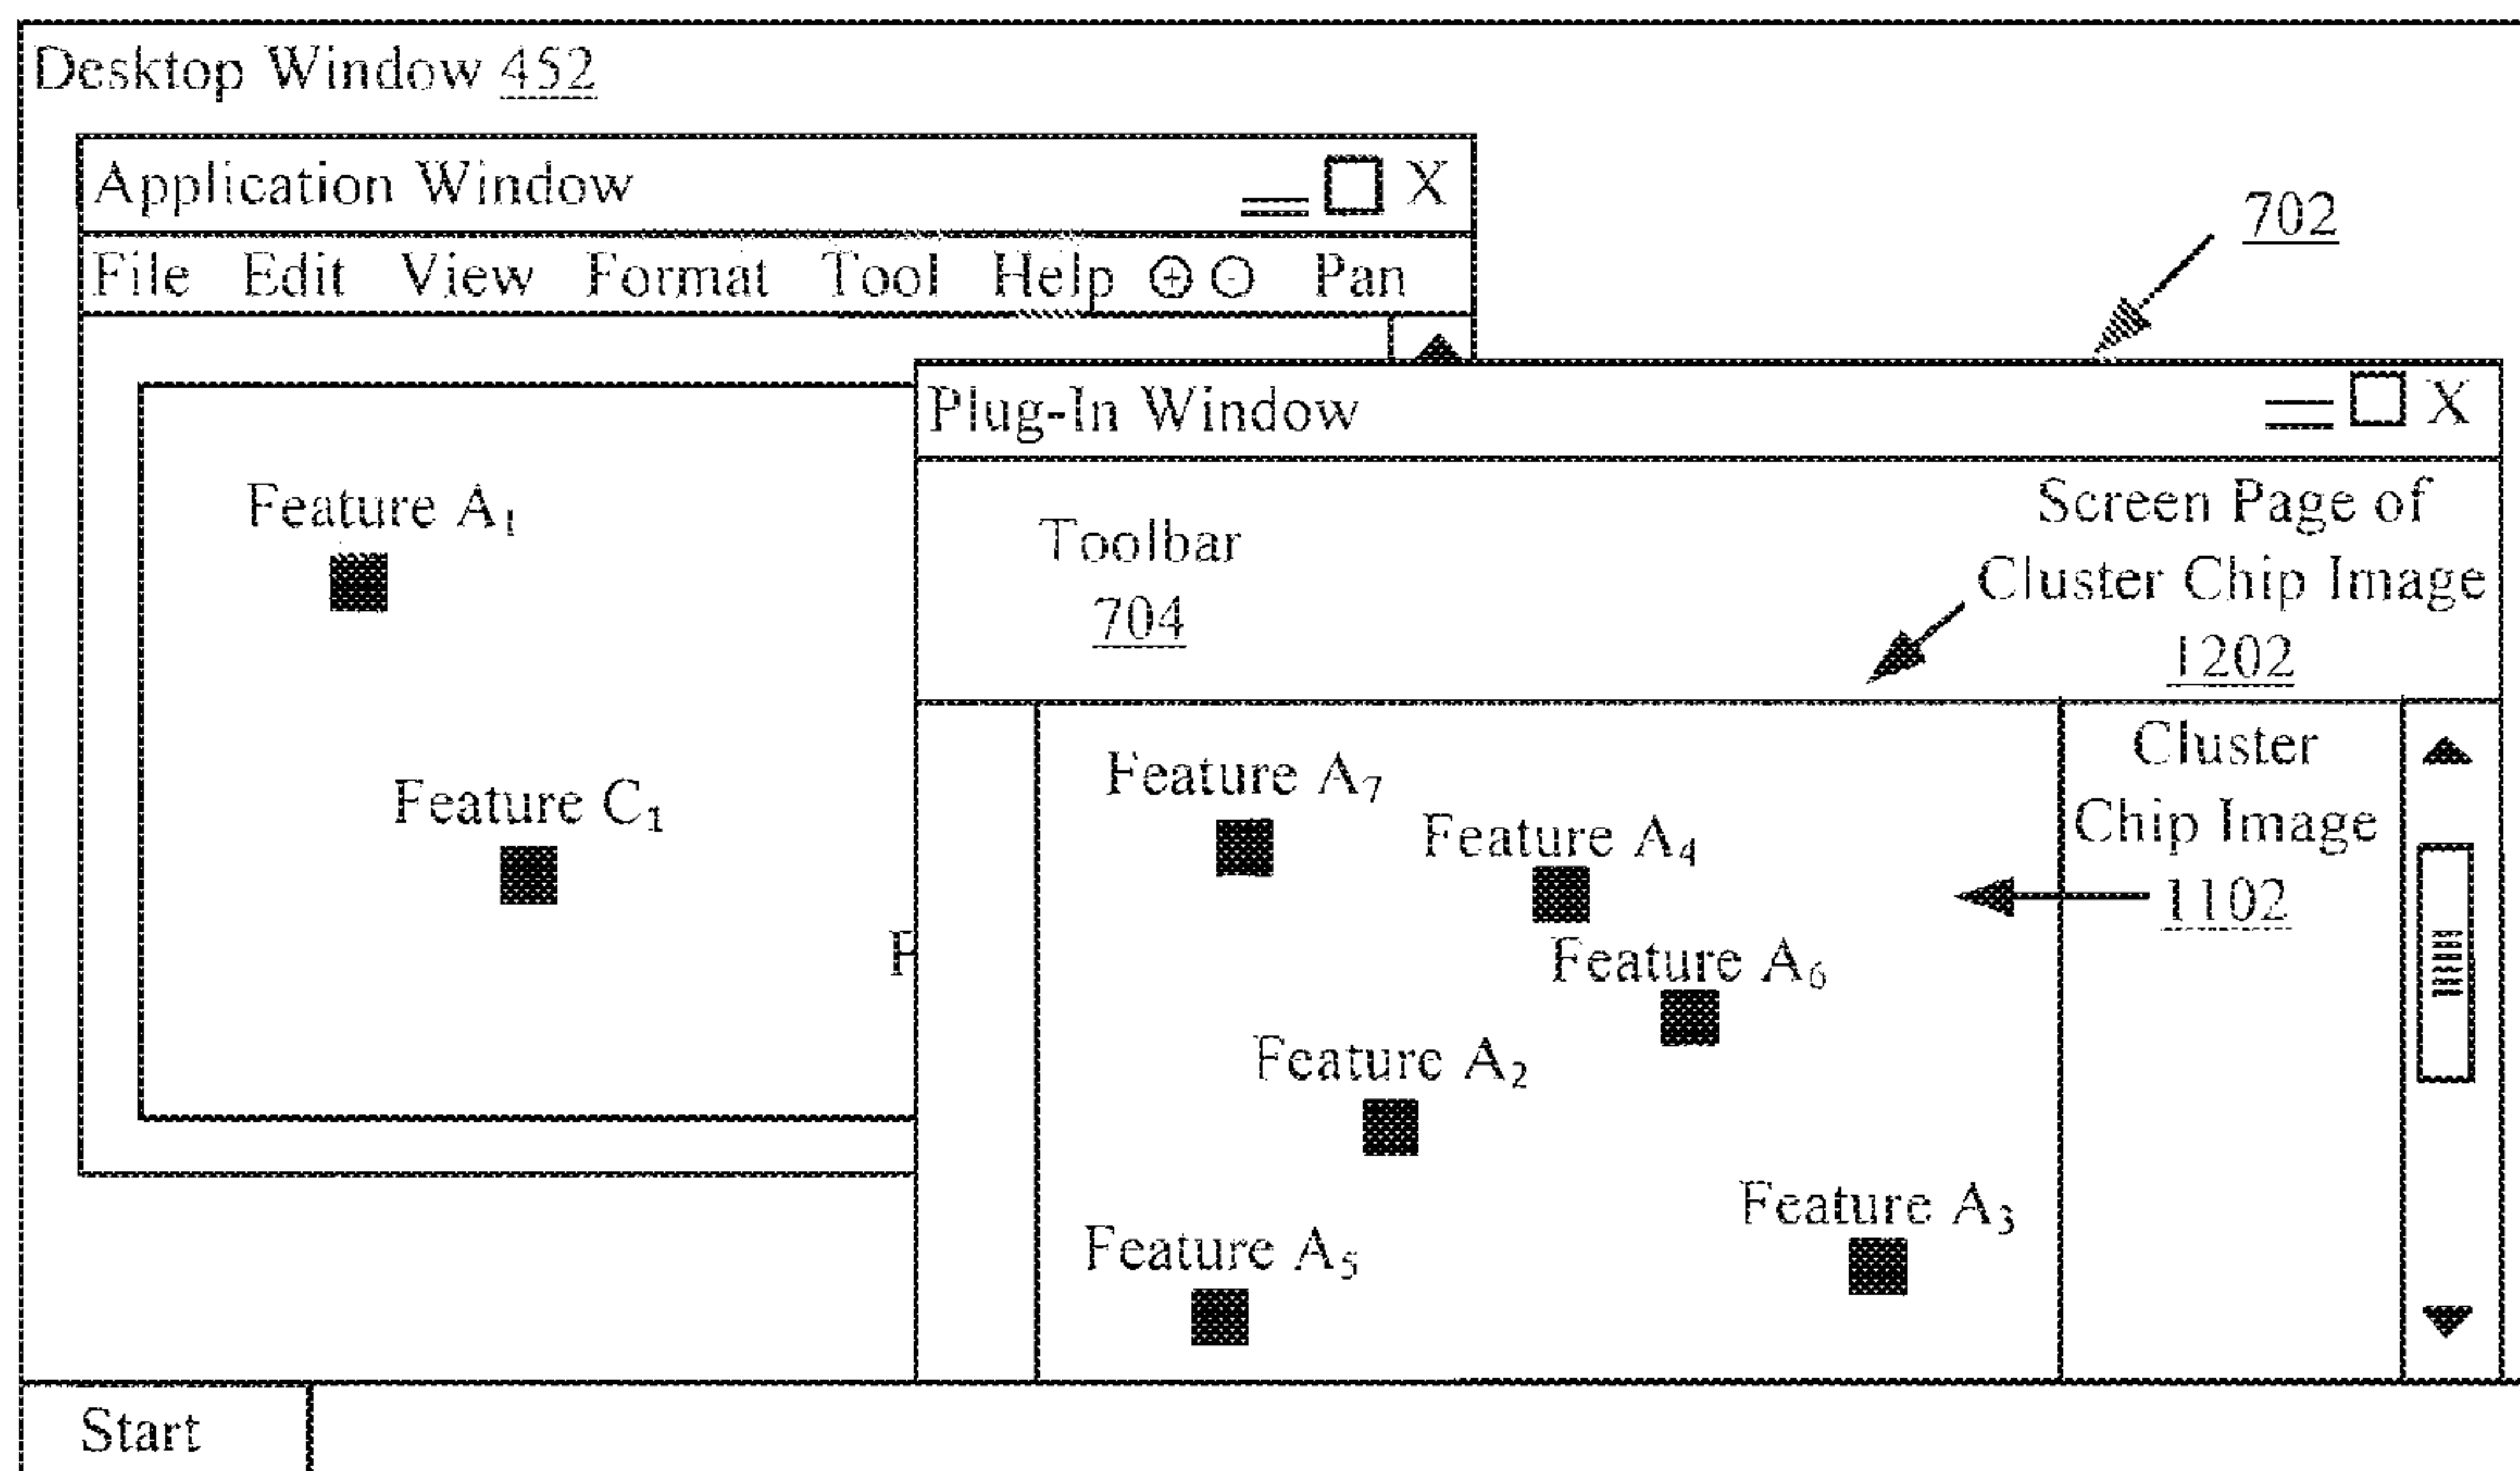 Desktop Window 452
Application Window X
File Edit View Format Tool Help + - Pan
702
Plug-In Window X
Feature A₁
Feature C₁
F
Toolbar
704
Screen Page of
Cluster Chip Image
1202
Cluster
Chip Image
1102
Feature A₇
Feature A₄
Feature A₆
Feature A₂
Feature A₃
Feature A₅
Start